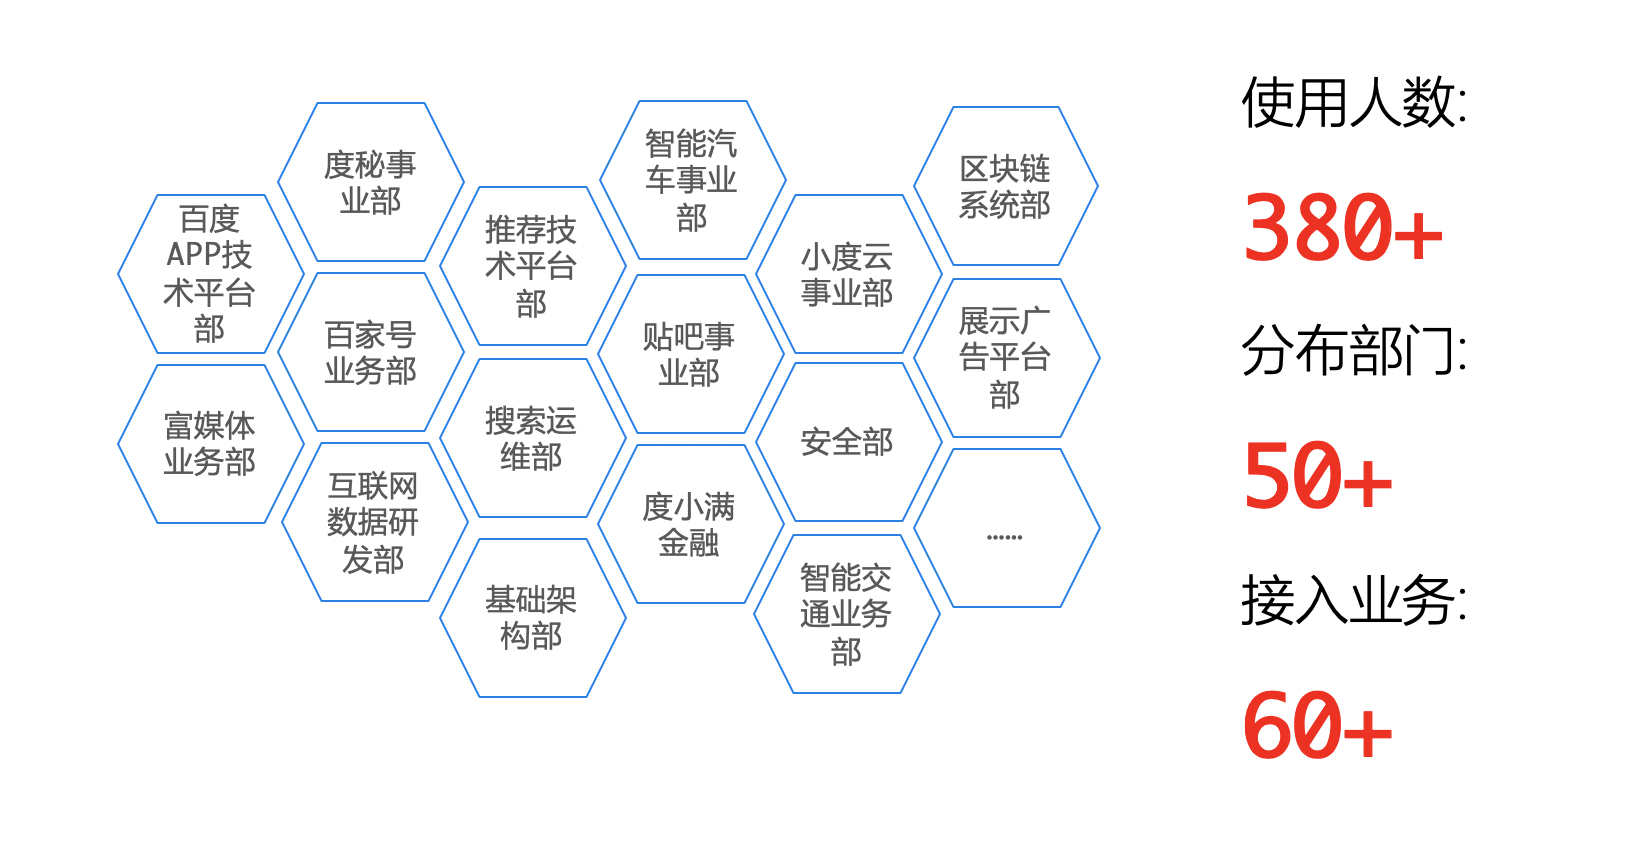 百度
APP技
术平台
部
富媒体
业务部
度秘事
业部
百家号
业务部
互联网
数据研
发部
推荐技
术平台
部
搜索运
维部
基础架
构部
智能汽
车事业
部
贴吧事
业部
度小满
金融
小度云
事业部
安全部
智能交
通业务
部
区块链
系统部
展示广
告平台
部
……
使用人数:
380+
分布部门:
50+
接入业务:
60+